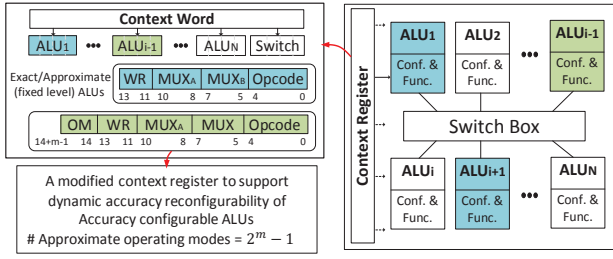 Context Word
ALU1 ••• ALUi-1 ••• ALUN Switch
Exact/Approximate
(fixed level) ALUs
WR MUXA MUXB Opcode
13 11 10 8 7 5 4 0
OM WR MUXA MUX Opcode
14+m-1 14 13 11 10 8 7 5 4 0
A modified context register to support
dynamic accuracy reconfigurability of
Accuracy configurable ALUs
# Approximate operating modes = 2^m − 1
Context Register
ALU1 ALU2 ALUi-1
Conf. & Conf. & ••• Conf. &
Func. Func. Func.
Switch Box
ALUi ALUi+1 ALUN
Conf. & Conf. & ••• Conf. &
Func. Func. Func.